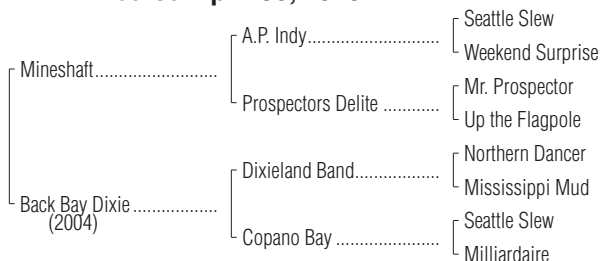 Seattle Slew
A.P. Indy
Weekend Surprise
Mineshaft
Mr. Prospector
Prospectors Delite
Up the Flagpole
Northern Dancer
Dixieland Band
Mississippi Mud
Back Bay Dixie
(2004)
Seattle Slew
Copano Bay
Milliardaire